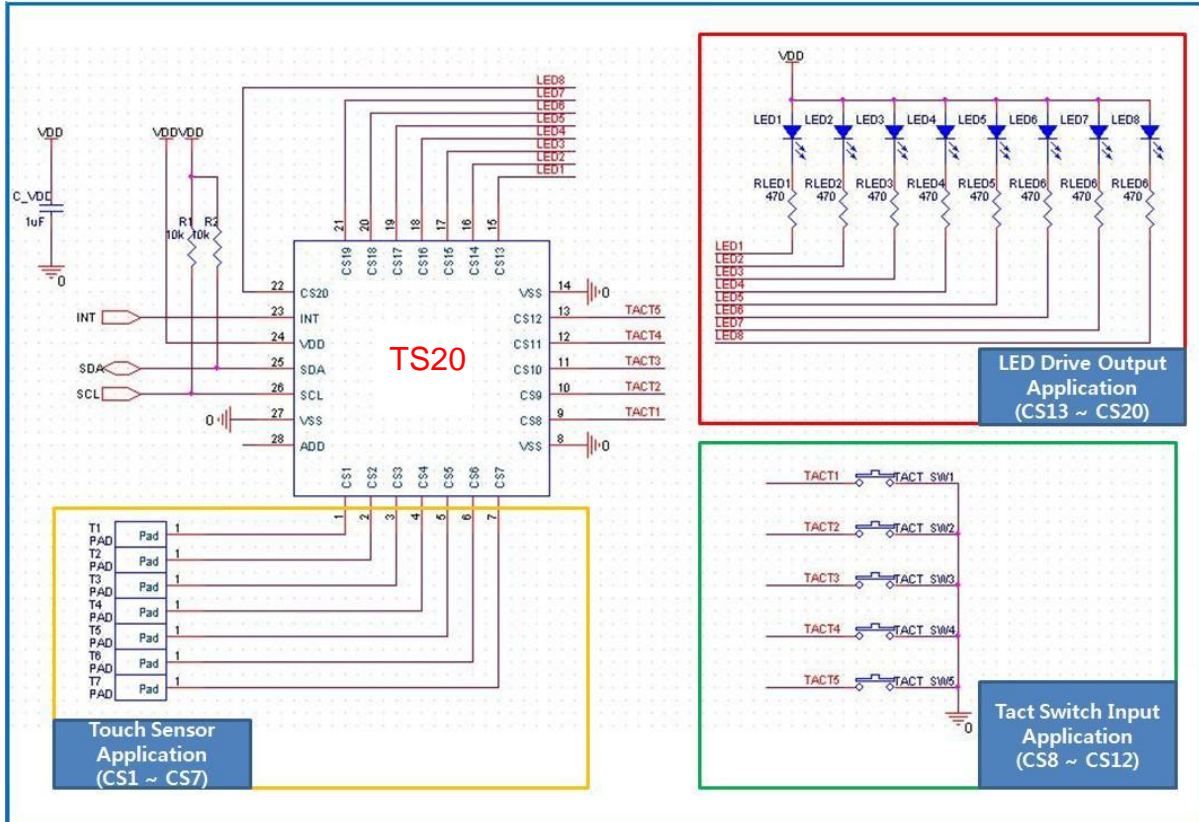 LED8
LED7
LED6
LED5
LED4
LED3
LED2
LED1
VDD
C_VDD
1uF
0
VDD
VDD
R1
10k
R2
10k
21
20
19
18
17
16
15
CS19
CS18
CS17
CS16
CS15
CS14
CS13
22
CS20
INT
23
INT
24
VDD
SDA
25
SDA
SCL
26
SCL
0
27
VSS
28
ADD
TS20
VSS
14
0
CS12
13
TACT5
CS11
12
TACT4
CS10
11
TACT3
CS9
10
TACT2
CS8
9
TACT1
VSS
8
0
CS1
CS2
CS3
CS4
CS5
CS6
CS7
1
2
3
4
5
6
7
T1
PAD
Pad
1
T2
PAD
Pad
1
T3
PAD
Pad
1
T4
PAD
Pad
1
T5
PAD
Pad
1
T6
PAD
Pad
1
T7
PAD
Pad
1
Touch Sensor
Application
(CS1 ~ CS7)
VDD
LED1
LED2
LED3
LED4
LED5
LED6
LED7
LED8
RLED1
470
RLED2
470
RLED3
470
RLED4
470
RLED5
470
RLED6
470
RLED6
470
RLED6
470
LED1
LED2
LED3
LED4
LED5
LED6
LED7
LED8
LED Drive Output
Application
(CS13 ~ CS20)
TACT1
TACT SW1
TACT2
TACT SW2
TACT3
TACT SW3
TACT4
TACT SW4
TACT5
TACT SW5
0
Tact Switch Input
Application
(CS8 ~ CS12)